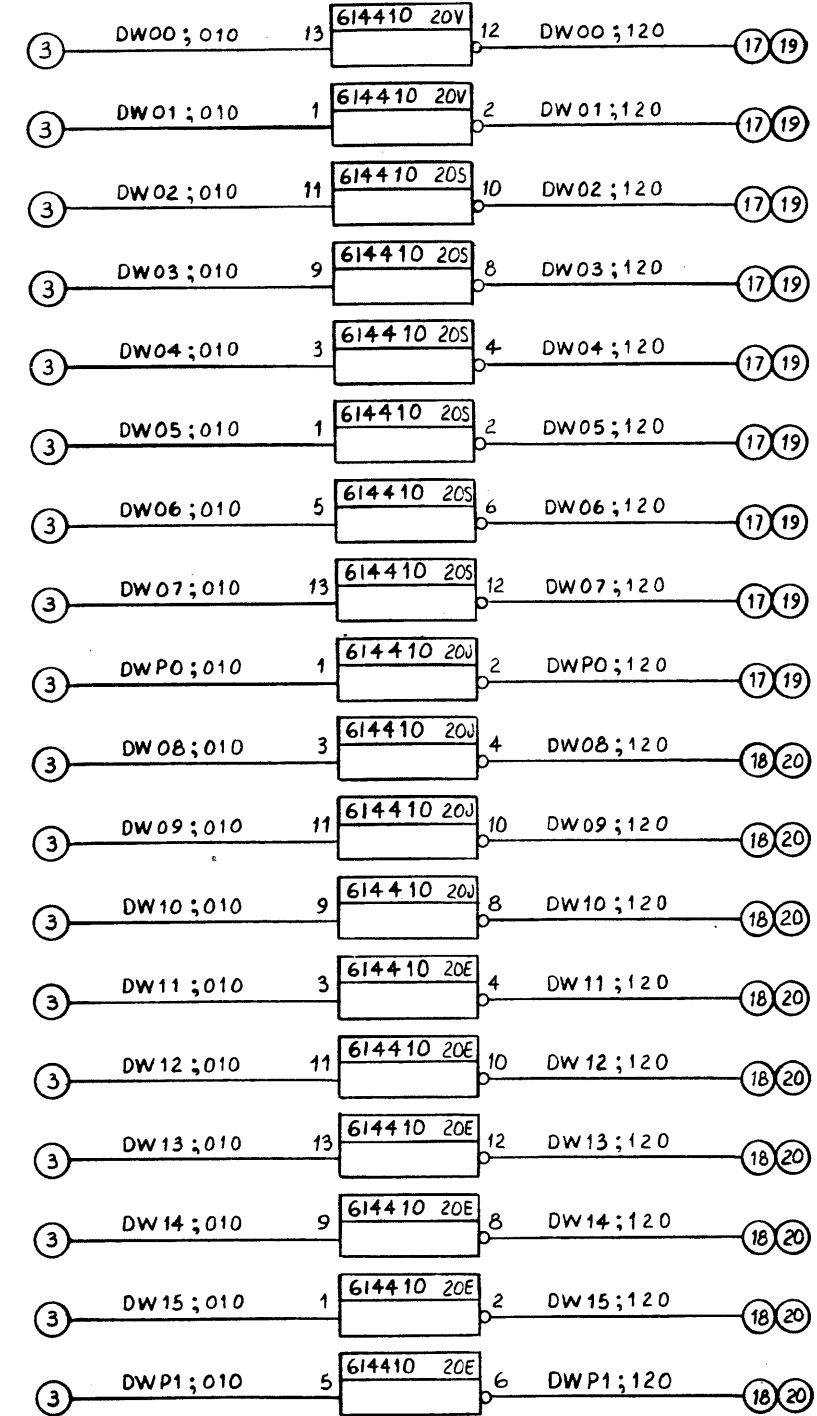 614410 20V
3 DW00;010 13 12 DW00;120 17 19
614410 20V
3 DW01;010 1 2 DW01;120 17 19
614410 20S
3 DW02;010 11 10 DW02;120 17 19
614410 20S
3 DW03;010 9 8 DW03;120 17 19
614410 20S
3 DW04;010 3 4 DW04;120 17 19
614410 20S
3 DW05;010 1 2 DW05;120 17 19
614410 20S
3 DW06;010 5 6 DW06;120 17 19
614410 20S
3 DW07;010 13 12 DW07;120 17 19
614410 20J
3 DWP0;010 1 2 DWP0;120 17 19
614410 20J
3 DW08;010 3 4 DW08;120 18 20
614410 20J
3 DW09;010 11 10 DW09;120 18 20
614410 20J
3 DW10;010 9 8 DW10;120 18 20
614410 20E
3 DW11;010 3 4 DW11;120 18 20
614410 20E
3 DW12;010 11 10 DW12;120 18 20
614410 20E
3 DW13;010 13 12 DW13;120 18 20
614410 20E
3 DW14;010 9 8 DW14;120 18 20
614410 20E
3 DW15;010 1 2 DW15;120 18 20
614410 20E
3 DWP1;010 5 6 DWP1;120 18 20